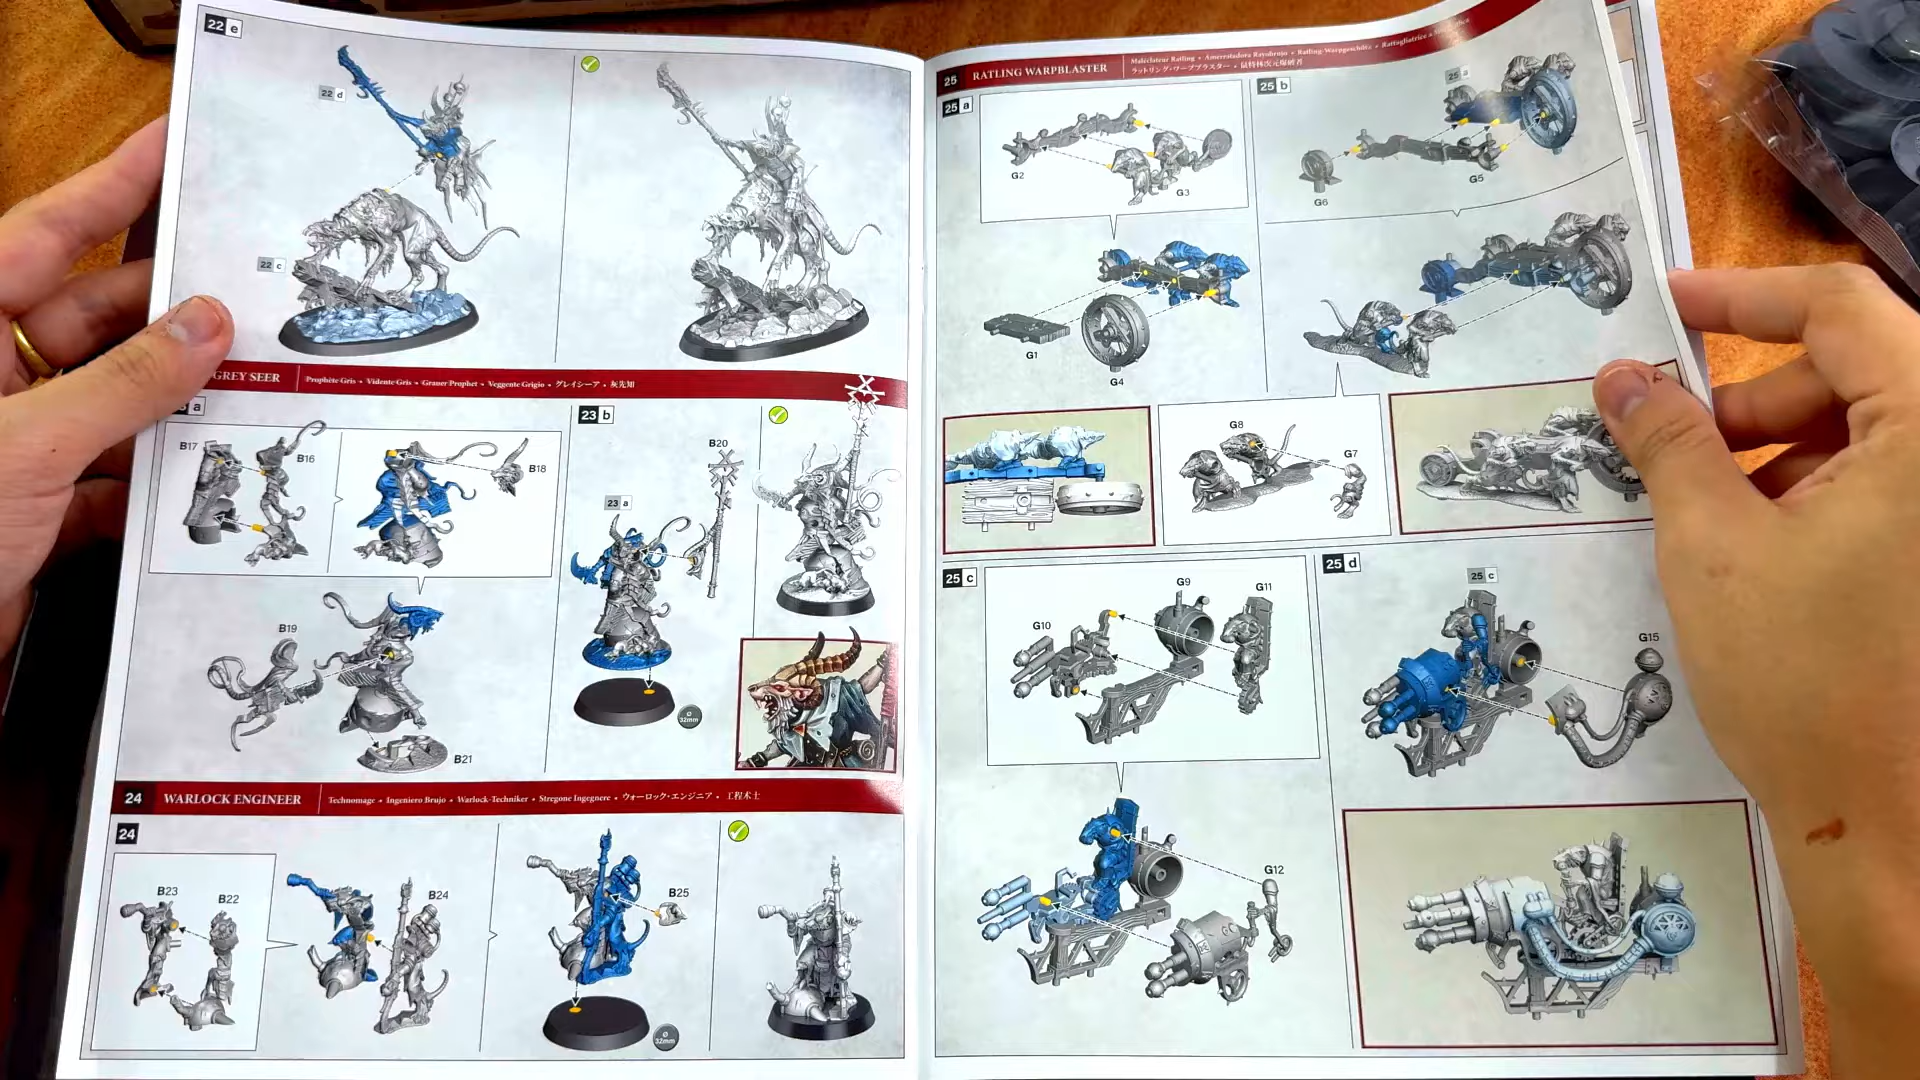 22 e
22 d
22 c
GREY SEER
Prophète Gris • Vidente Gris • Grauer Prophet • Veggente Grigio • グレイシーア • 灰先知
a
B17
B16
B18
B19
B21
23 b
23 a
B20
Ø
32mm
24 WARLOCK ENGINEER
Technomage • Ingeniero Brujo • Warlock-Techniker • Stregone Ingegnere • ウォーロック・エンジニア • 工程术士
24
B23
B22
B24
B25
Ø
32mm
25 RATLING WARPBLASTER
25 a
G2
G3
G1
G4
25 b
25 a
G6
G5
G8
G7
25 c
G10
G9
G11
G12
25 d
25 c
G15